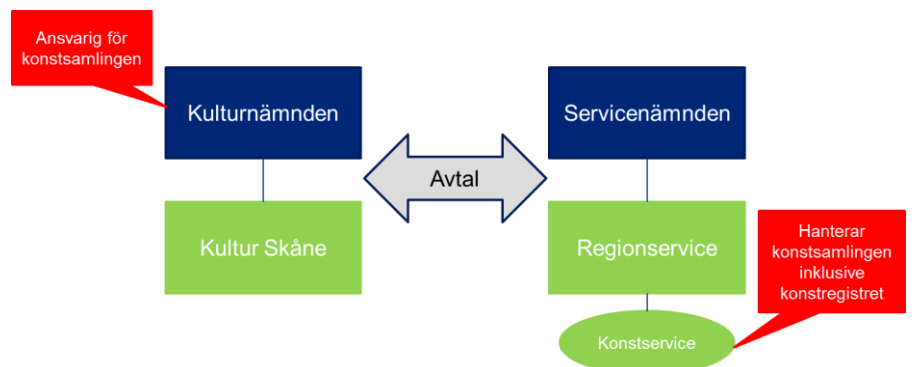 Ansvarig för
konstsamlingen
Kulturnämnden
Servicenämnden
Avtal
Kultur Skåne
Regionservice
Hanterar
konstsamlingen
inklusive
konstregistret
Konstservice